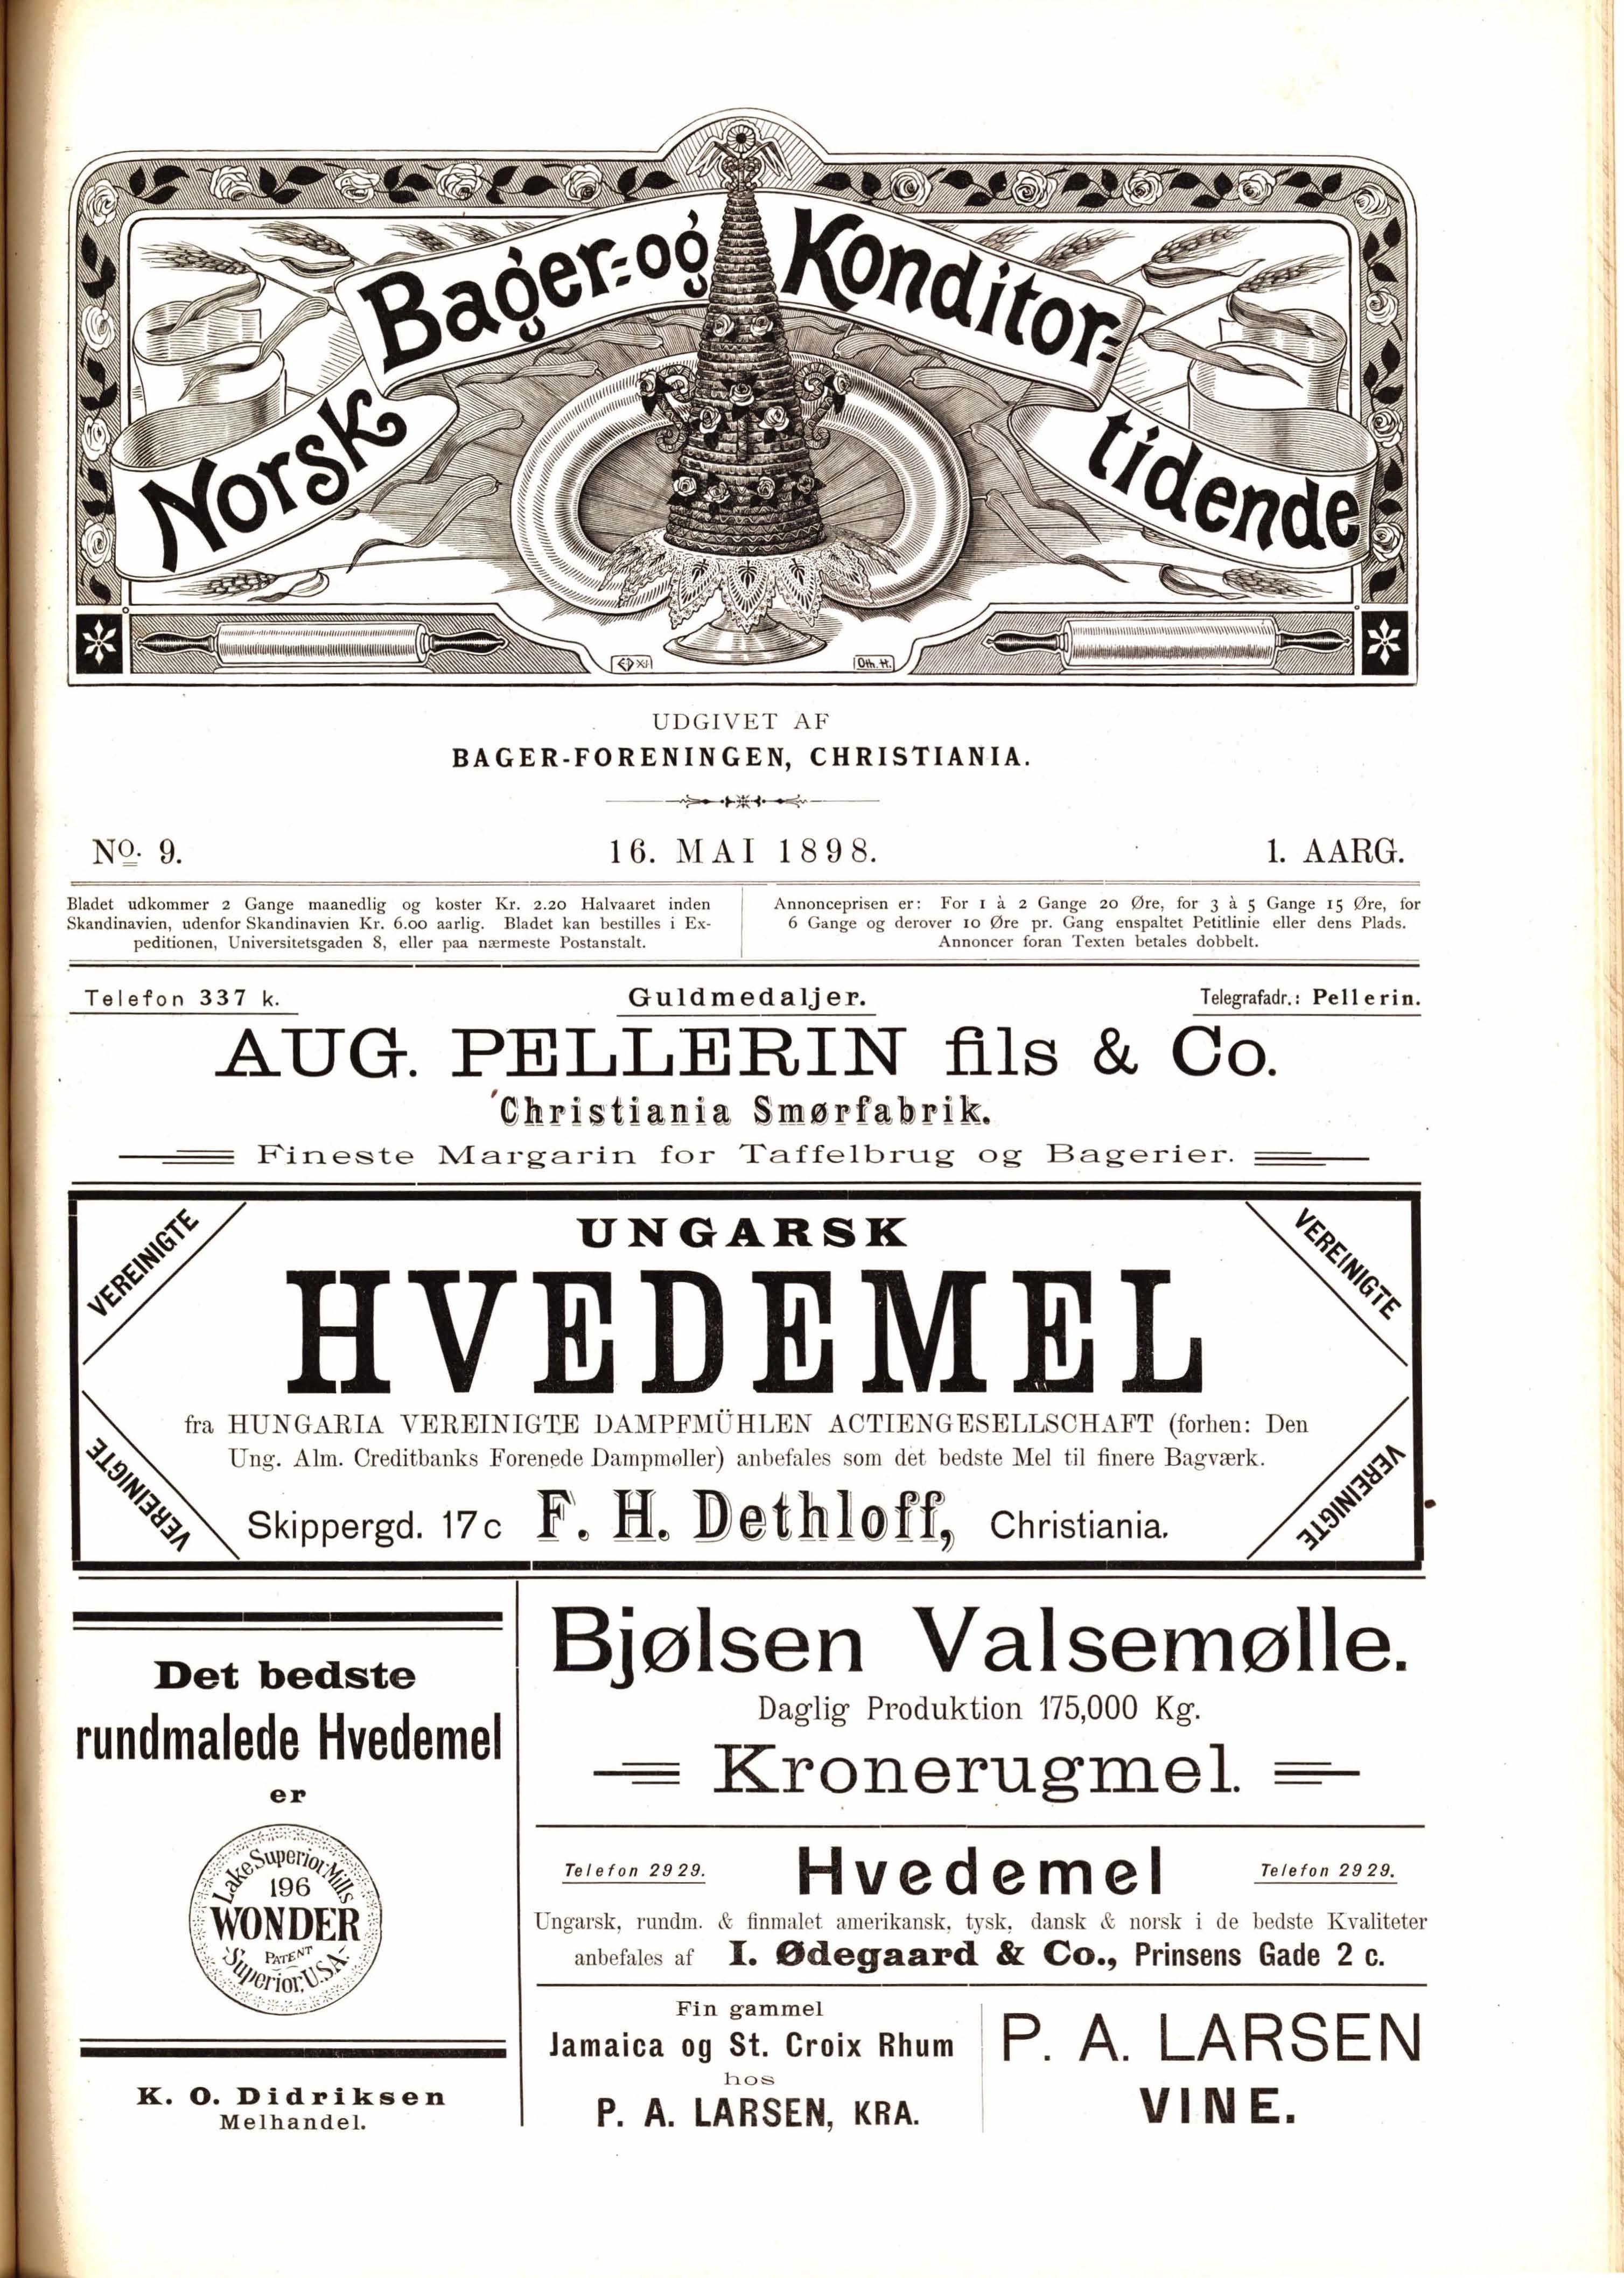 Norsk Bager- og Konditor-tidende
UDGIVET AF
BAGER-FORENINGEN, CHRISTIANIA.
No. 9.
16. MAI 1898.
1. AARG.
Bladet udkommer 2 Gange maanedlig og koster Kr. 2.20 Halvaaret inden
Skandinavien, udenfor Skandinavien Kr. 6.00 aarlig. Bladet kan bestilles i Ex-
peditionen, Universitetsgaden 8, eller paa nærmeste Postanstalt.
Annonceprisen er: For 1 à 2 Gange 20 Øre, for 3 à 5 Gange 15 Øre, for
6 Gange og derover 10 Øre pr. Gang enspaltet Petitlinie eller dens Plads.
Annoncer foran Texten betales dobbelt.
Telefon 337 k.
Guldmedaljer.
Telegrafadr.: Pellerin.
AUG. PELLERIN fils & Co.
Christiania Smørfabrik.
Fineste Margarin for Taffelbrug og Bagerier.
VEREINIGTE
VEREINIGTE
UNGARSK
HVEDEMEL
fra HUNGARIA VEREINIGTE DAMPFMÜHLEN ACTIENGESELLSCHAFT (forhen: Den
Ung. Alm. Creditbanks Forenede Dampmøller) anbefales som det bedste Mel til finere Bagværk.
VEREINIGTE
VEREINIGTE
Skippergd. 17c F. H. Dethloff, Christiania.
Det bedste
rundmalede Hvedemel
er
Lake Superior Mills
196
WONDER
PATENT
Superior, U.S.A.
K. O. Didriksen
Melhandel.
Bjølsen Valsemølle.
Daglig Produktion 175,000 Kg.
Kronerugmel.
Telefon 2929.
Hvedemel
Telefon 2929.
Ungarsk, rundm. & finmalet amerikansk, tysk, dansk & norsk i de bedste Kvaliteter
anbefales af I. Ødegaard & Co., Prinsens Gade 2 c.
Fin gammel
Jamaica og St. Croix Rhum
hos
P. A. LARSEN, KRA.
P. A. LARSEN
VINE.
Oth. H.